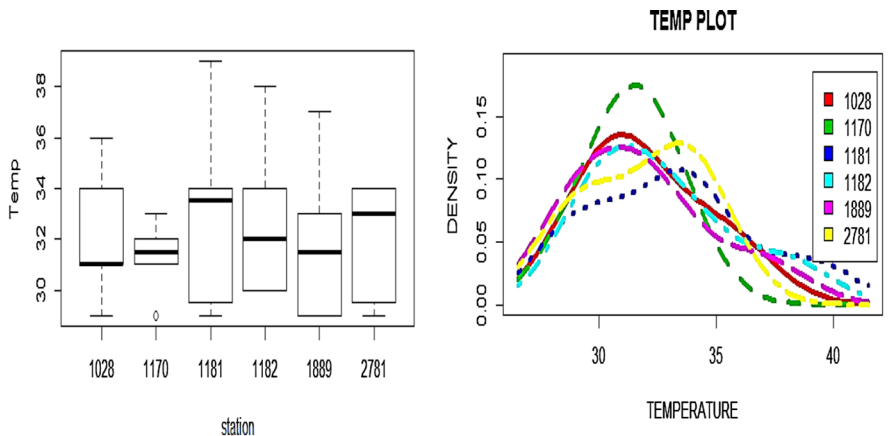 Temp
38
36
34
32
30
1028 1170 1181 1182 1889 2781
station
TEMP PLOT
DENSITY
0.15
0.10
0.05
0.00
1028
1170
1181
1182
1889
2781
30 35 40
TEMPERATURE